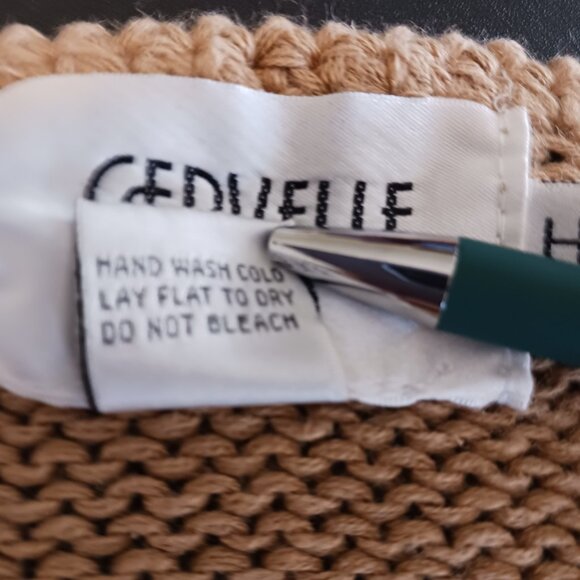 HAND WASH COLD
LAY FLAT TO DRY
DO NOT BLEACH